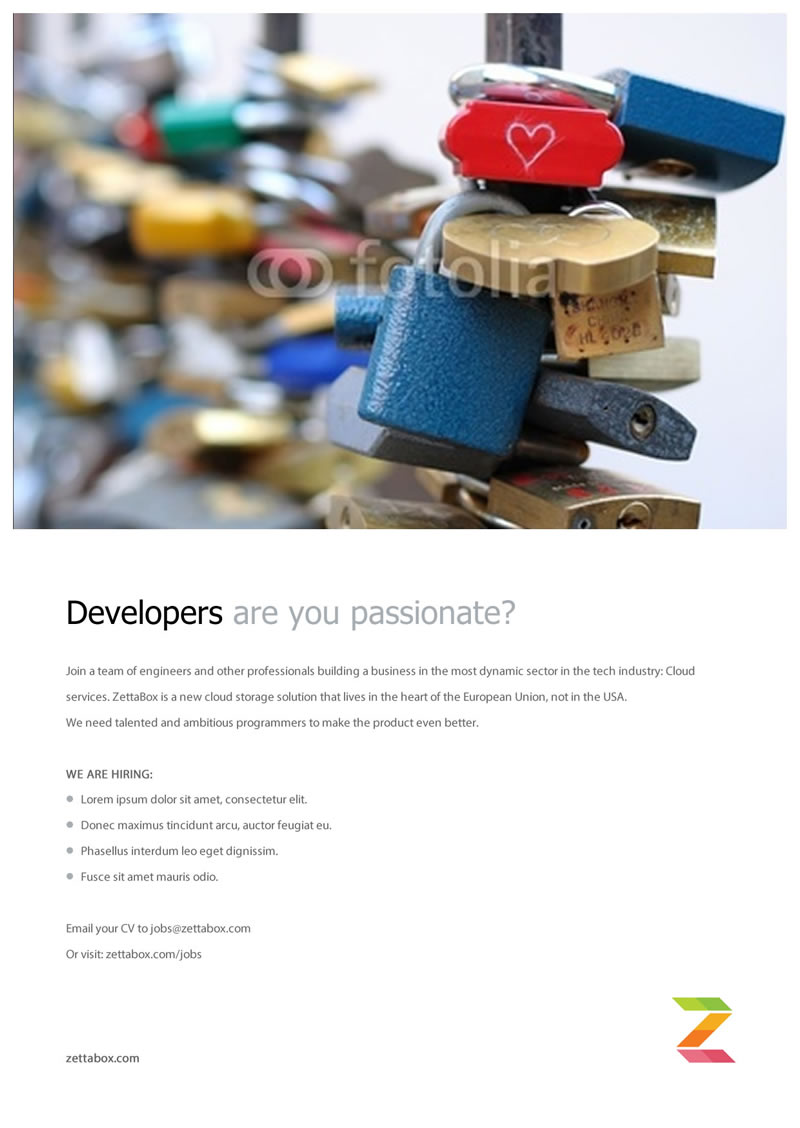 fotolia
Developers are you passionate?
Join a team of engineers and other professionals building a business in the most dynamic sector in the tech industry: Cloud
services. ZettaBox is a new cloud storage solution that lives in the heart of the European Union, not in the USA.
We need talented and ambitious programmers to make the product even better.
WE ARE HIRING:
Lorem ipsum dolor sit amet, consectetur elit.
Donec maximus tincidunt arcu, auctor feugiat eu.
Phasellus interdum leo eget dignissim.
Fusce sit amet mauris odio.
Email your CV to jobs@zettabox.com
Or visit: zettabox.com/jobs
zettabox.com